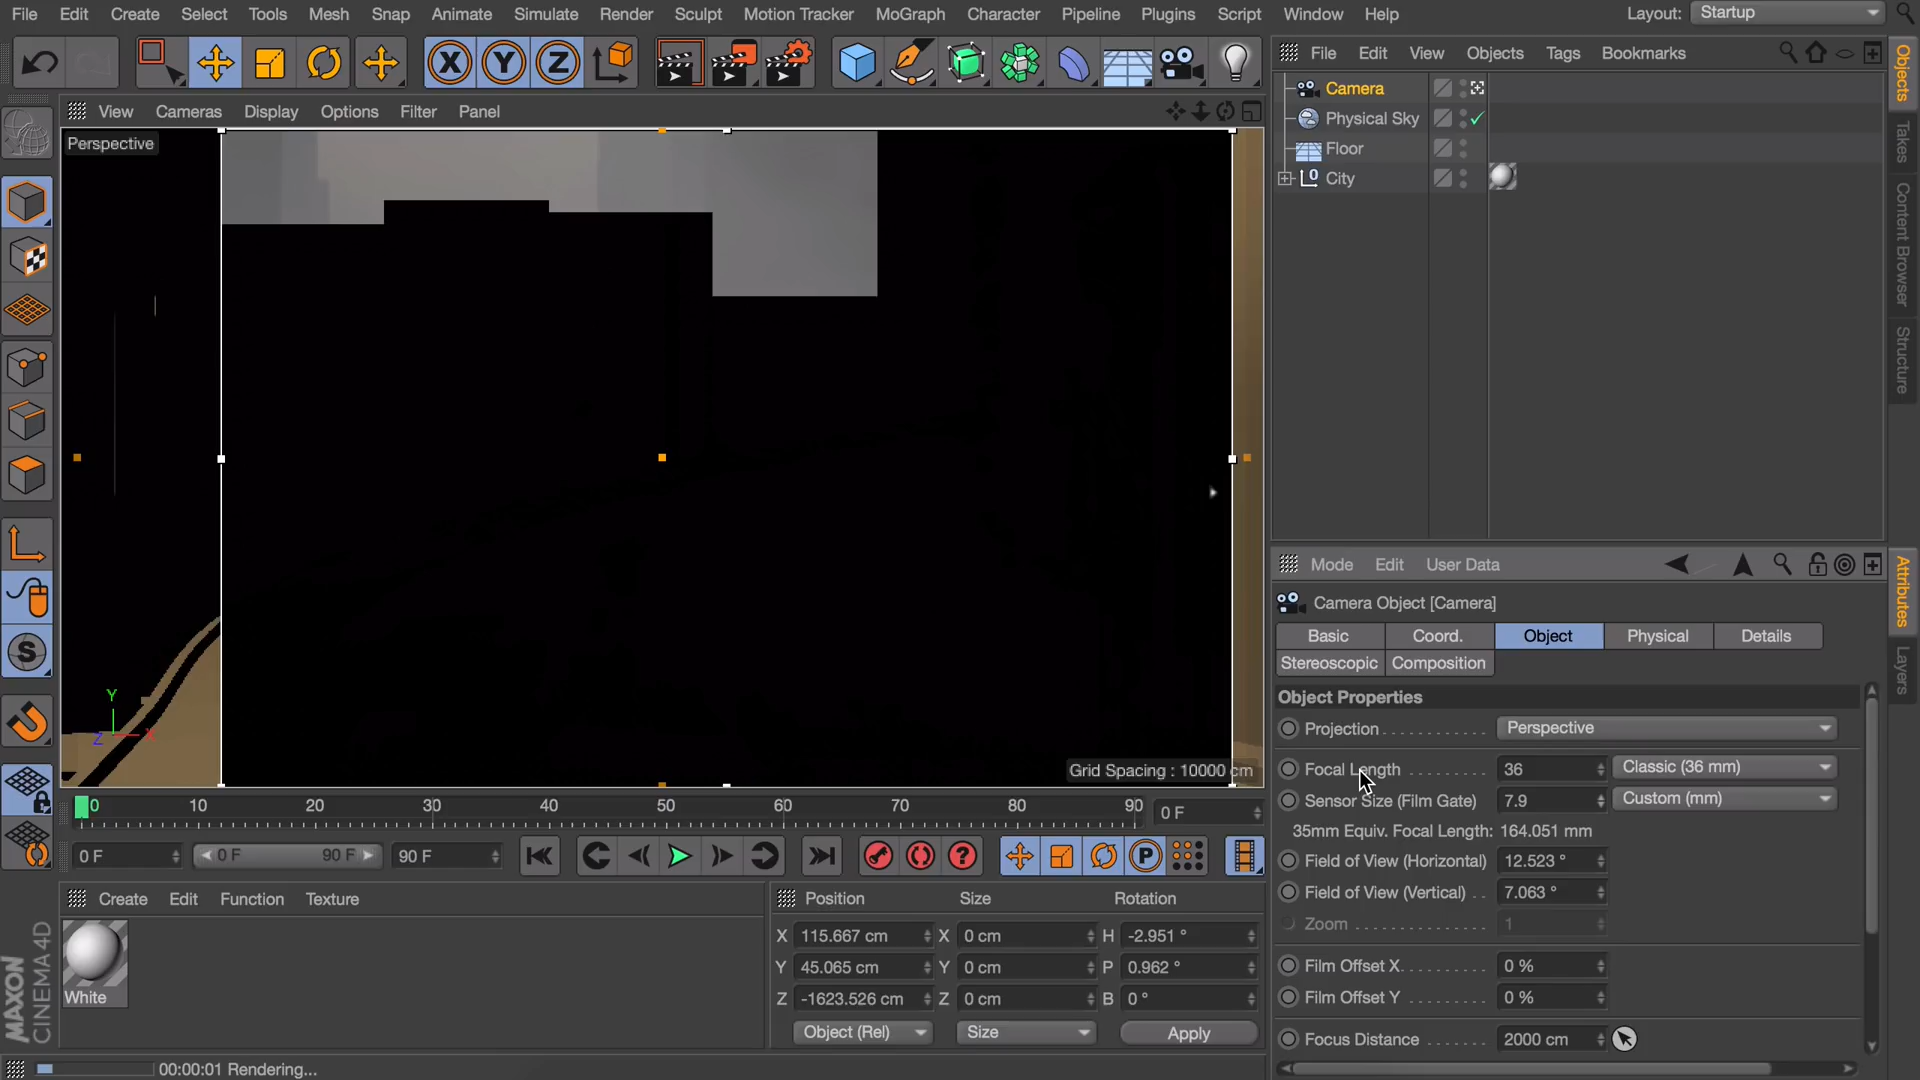 File Edit Create Select Tools Mesh Snap Animate Simulate Render Sculpt Motion Tracker MoGraph Character Pipeline Plugins Script Window Help Layout: Startup
X Y Z
File Edit View Objects Tags Bookmarks
View Cameras Display Options Filter Panel
Perspective
Camera
Physical Sky
Floor
City
Objects
Takes
Content Browser
Structure
Grid Spacing : 10000 cm
Y
Z X
0 10 20 30 40 50 60 70 80 90 0 F
0 F 0 F 90 F 90 F
Create Edit Function Texture
White
MAXON
CINEMA 4D
Position Size Rotation
X 115.667 cm X 0 cm H -2.951 °
Y 45.065 cm Y 0 cm P 0.962 °
Z -1623.526 cm Z 0 cm B 0 °
Object (Rel) Size Apply
00:00:01 Rendering...
Mode Edit User Data
Attributes
Layers
Camera Object [Camera]
Basic Coord. Object Physical Details
Stereoscopic Composition
Object Properties
Projection Perspective
Focal Length 36 Classic (36 mm)
Sensor Size (Film Gate) 7.9 Custom (mm)
35mm Equiv. Focal Length: 164.051 mm
Field of View (Horizontal) 12.523 °
Field of View (Vertical) 7.063 °
Zoom 1
Film Offset X 0 %
Film Offset Y 0 %
Focus Distance 2000 cm